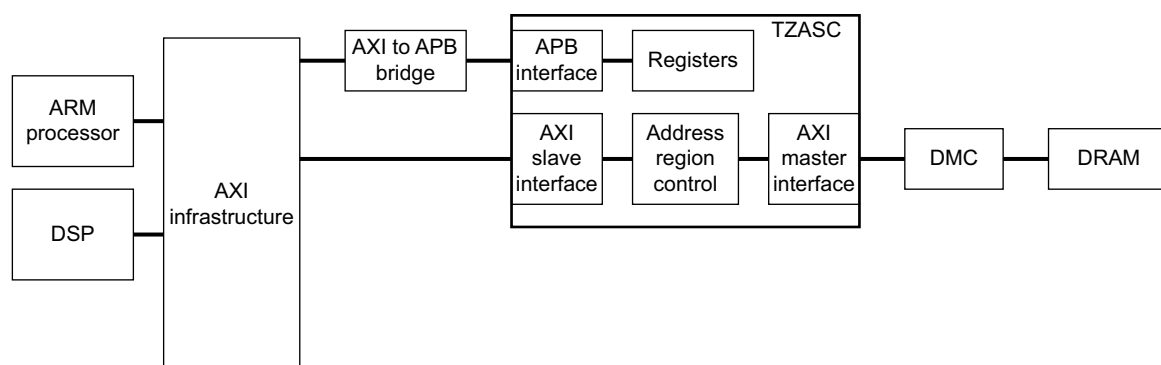 TZASC
AXI to APB
bridge
APB
interface
Registers
ARM
processor
AXI
infrastructure
DSP
AXI
slave
interface
Address
region
control
AXI
master
interface
DMC
DRAM